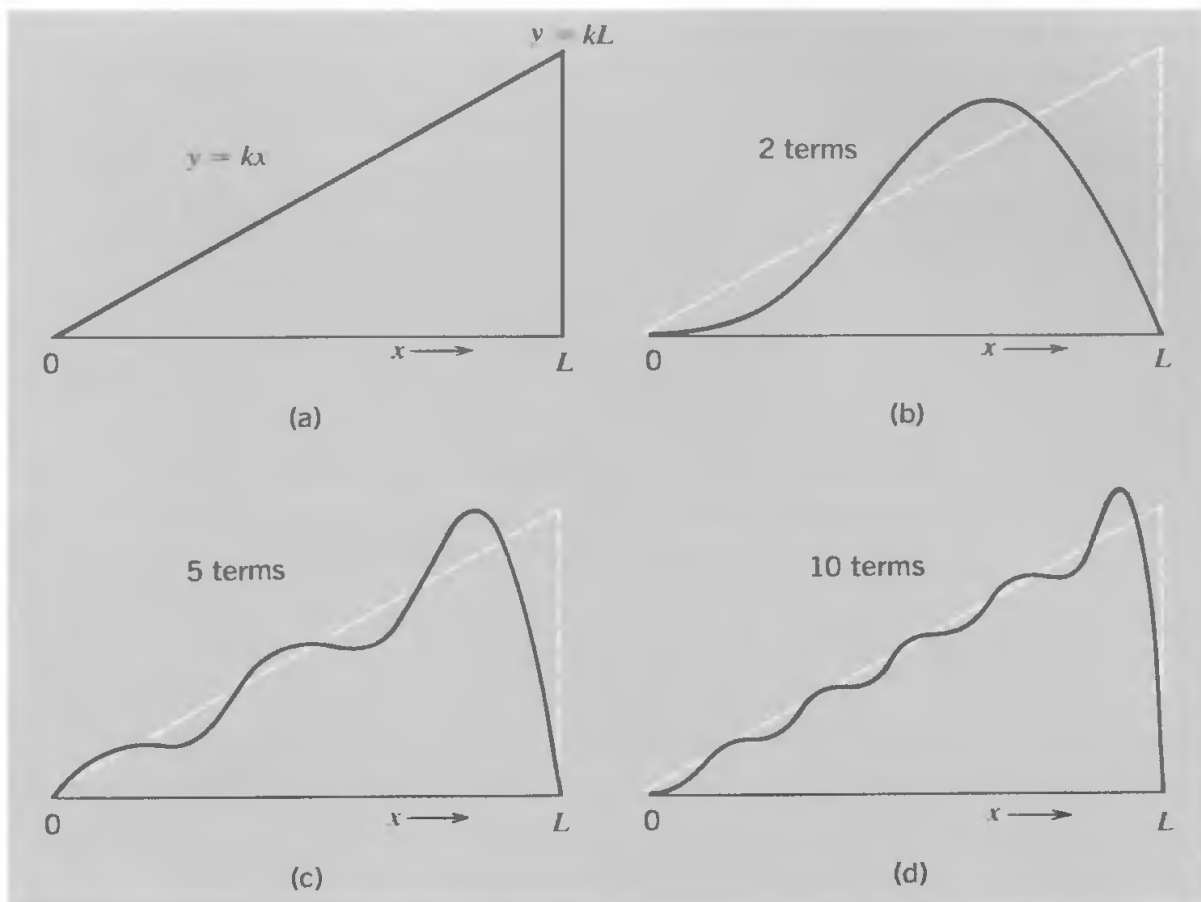 y = kL
y = kx
0
x
L
(a)
2 terms
0
x
L
(b)
5 terms
0
x
L
(c)
10 terms
0
x
L
(d)